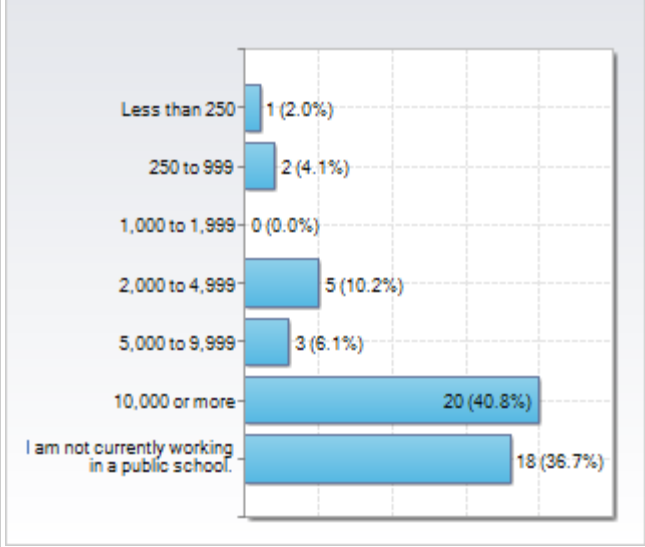 Less than 250 1 (2.0%)
250 to 999 2 (4.1%)
1,000 to 1,999 0 (0.0%)
2,000 to 4,999 5 (10.2%)
5,000 to 9,999 3 (6.1%)
10,000 or more 20 (40.8%)
I am not currently working
in a public school. 18 (36.7%)